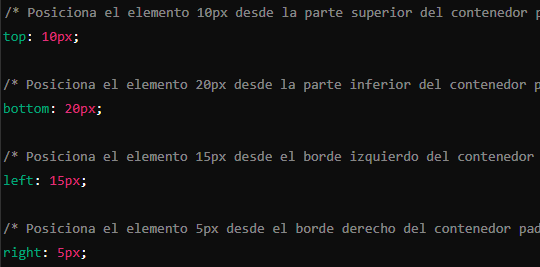 /* Posiciona el elemento 10px desde la parte superior del contenedor p
top: 10px;
/* Posiciona el elemento 20px desde la parte inferior del contenedor p
bottom: 20px;
/* Posiciona el elemento 15px desde el borde izquierdo del contenedor
left: 15px;
/* Posiciona el elemento 5px desde el borde derecho del contenedor pad
right: 5px;